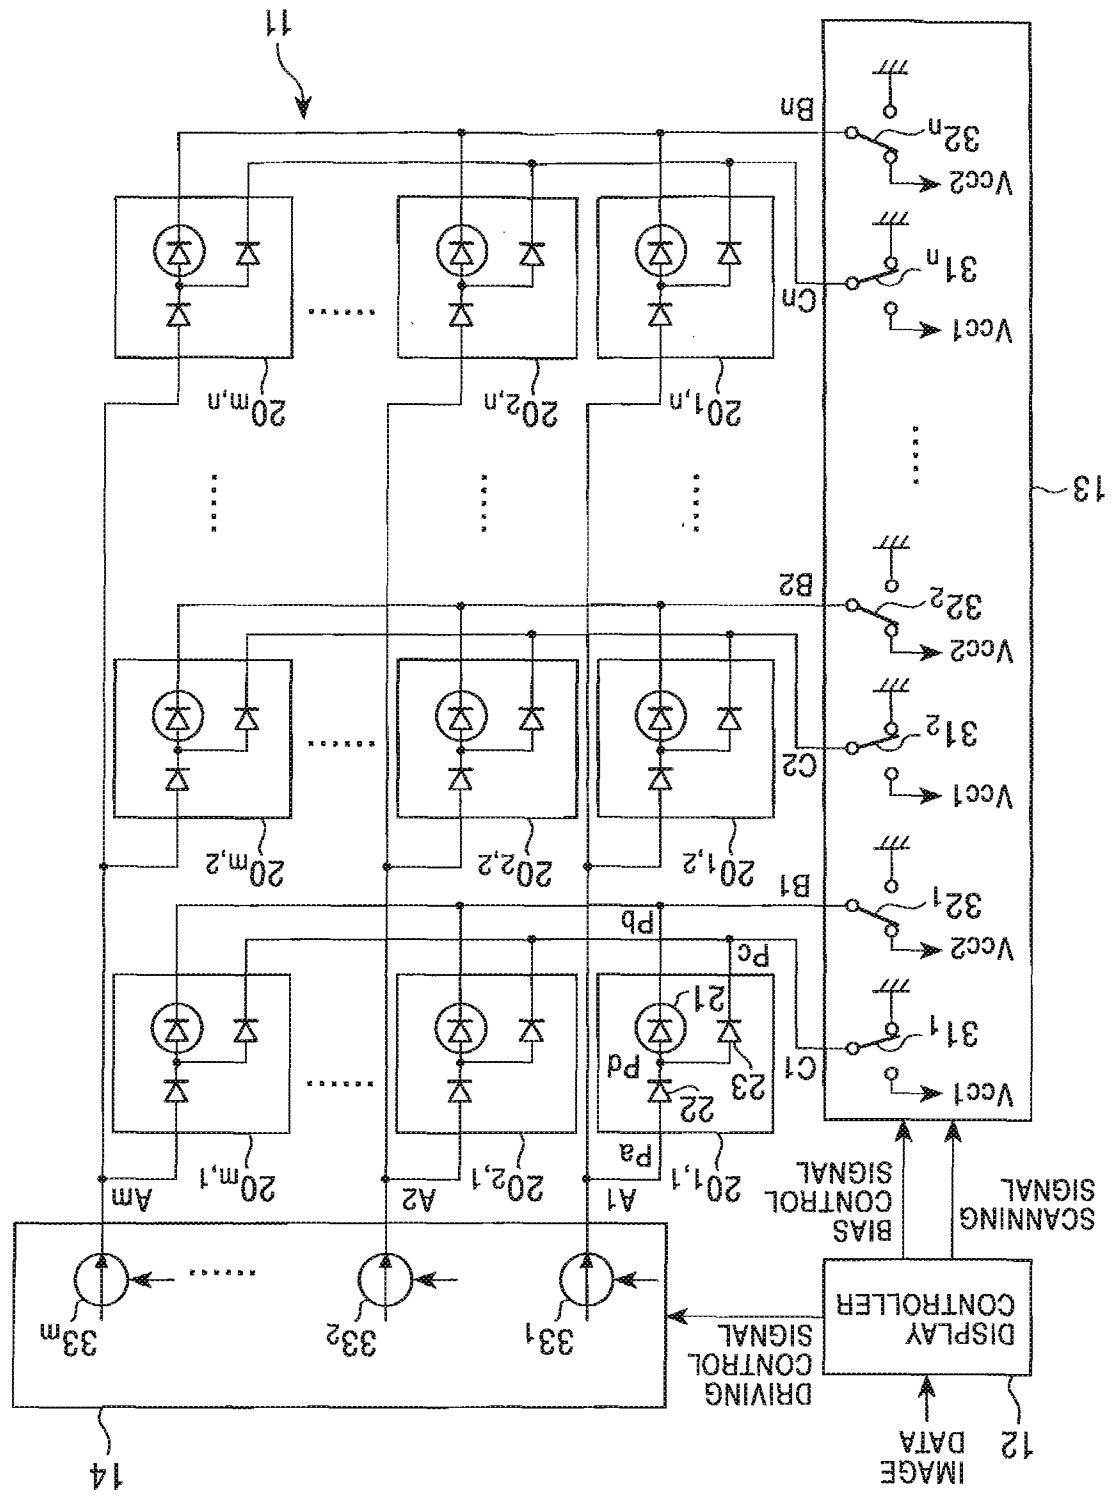 IMAGE
DATA
12
14
DISPLAY
CONTROLLER
DRIVING CONTROL
SIGNAL
33₁
33₂
33ₘ
......
SCANNING
SIGNAL
BIAS
CONTROL
SIGNAL
A1
A2
Am
20₁,₁
20₂,₁
20ₘ,₁
Pa
Vcc1
22
23
Pd
......
C1
31₁
21
Pc
Pb
Vcc2
32₁
B1
20₁,₂
20₂,₂
20ₘ,₂
Vcc1
C2
31₂
......
Vcc2
32₂
B2
13
......
......
......
......
20₁,ₙ
20₂,ₙ
20ₘ,ₙ
Vcc1
Cn
31ₙ
......
Vcc2
32ₙ
Bn
11